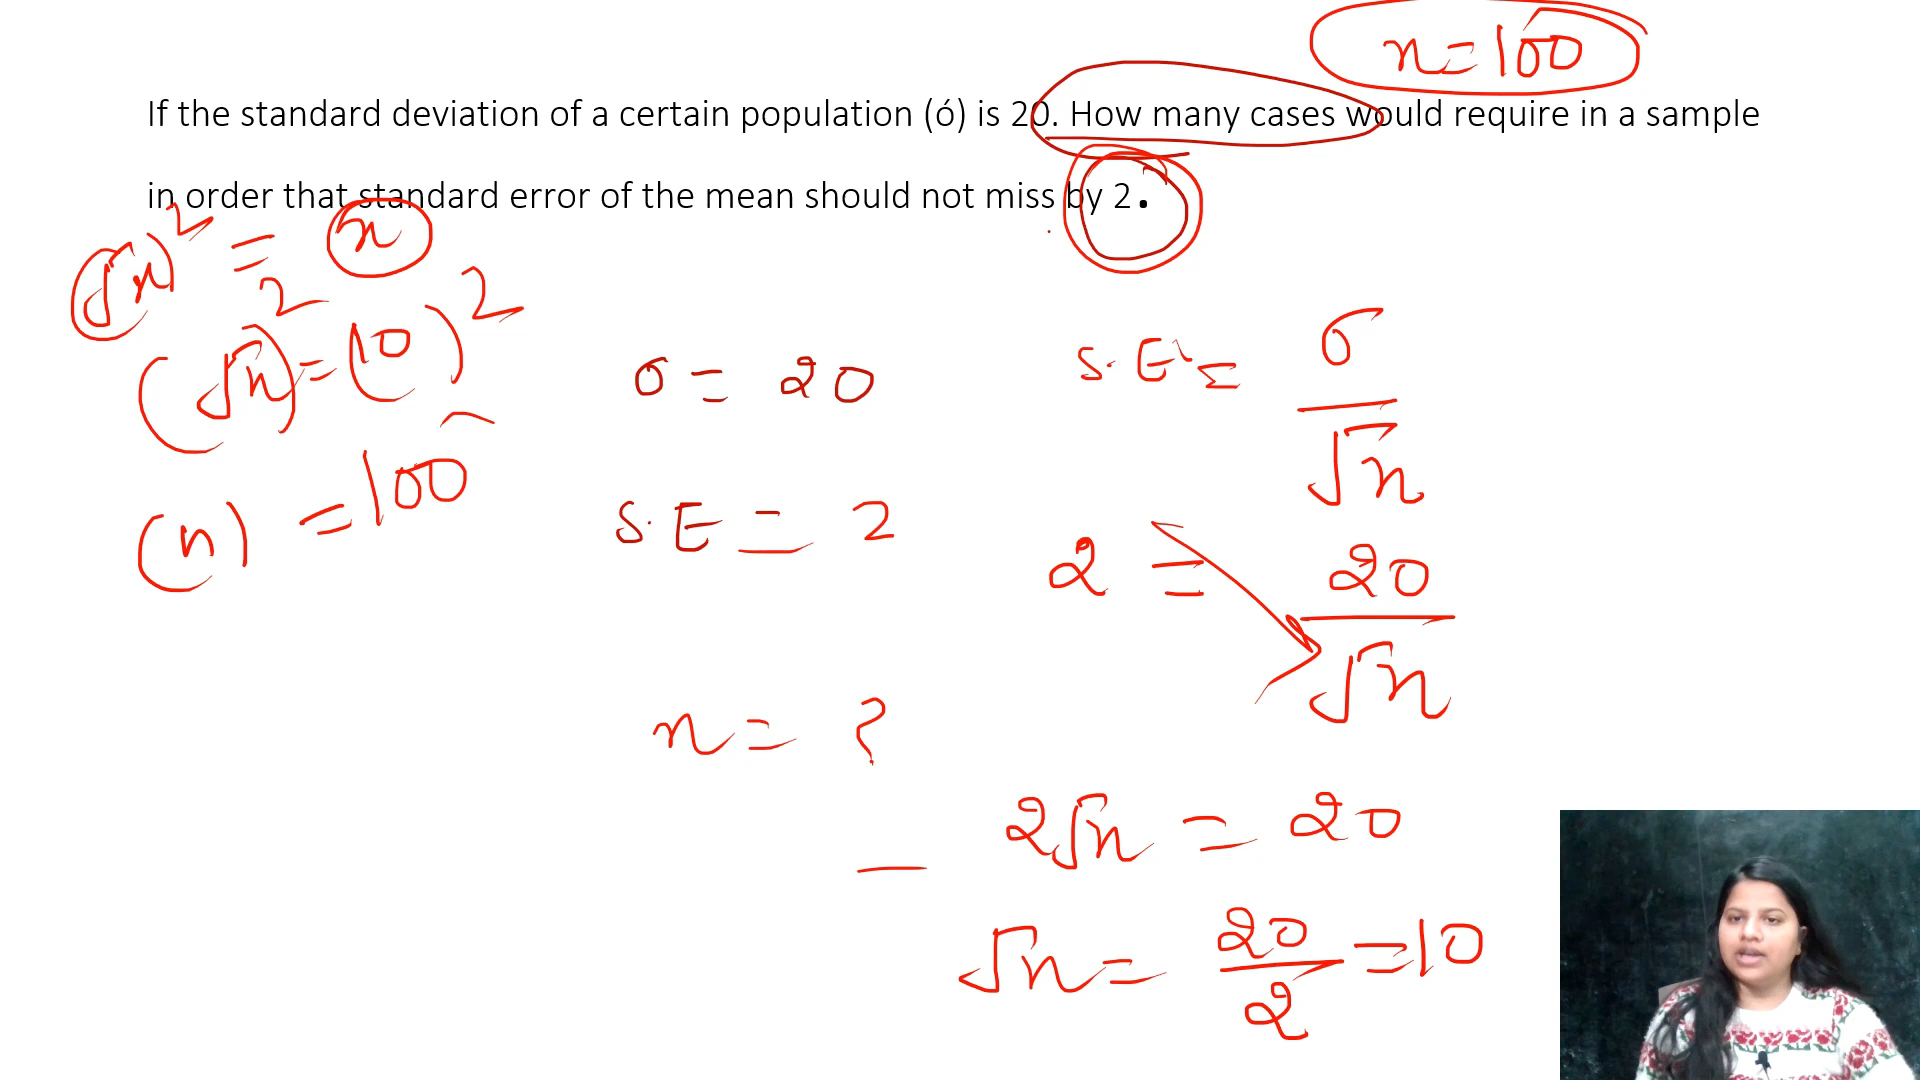 n=100
If the standard deviation of a certain population (ó) is 20. How many cases would require in a sample
in order that standard error of the mean should not miss by 2.
(√n)² = n
(√n)² = (10)²
(n) = 100
σ = 20
S.E = 2
n = ?
S.E = σ/√n
2 = 20/√n
2√n = 20
√n = 20/2 = 10